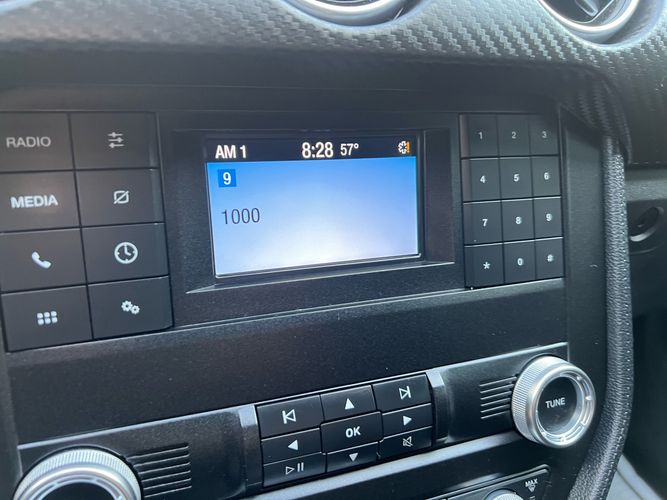 AM 1 8:28 57°
9
1000
RADIO
MEDIA
1 2 3
4 5 6
7 8 9
* 0 #
OK
TUNE
MAX